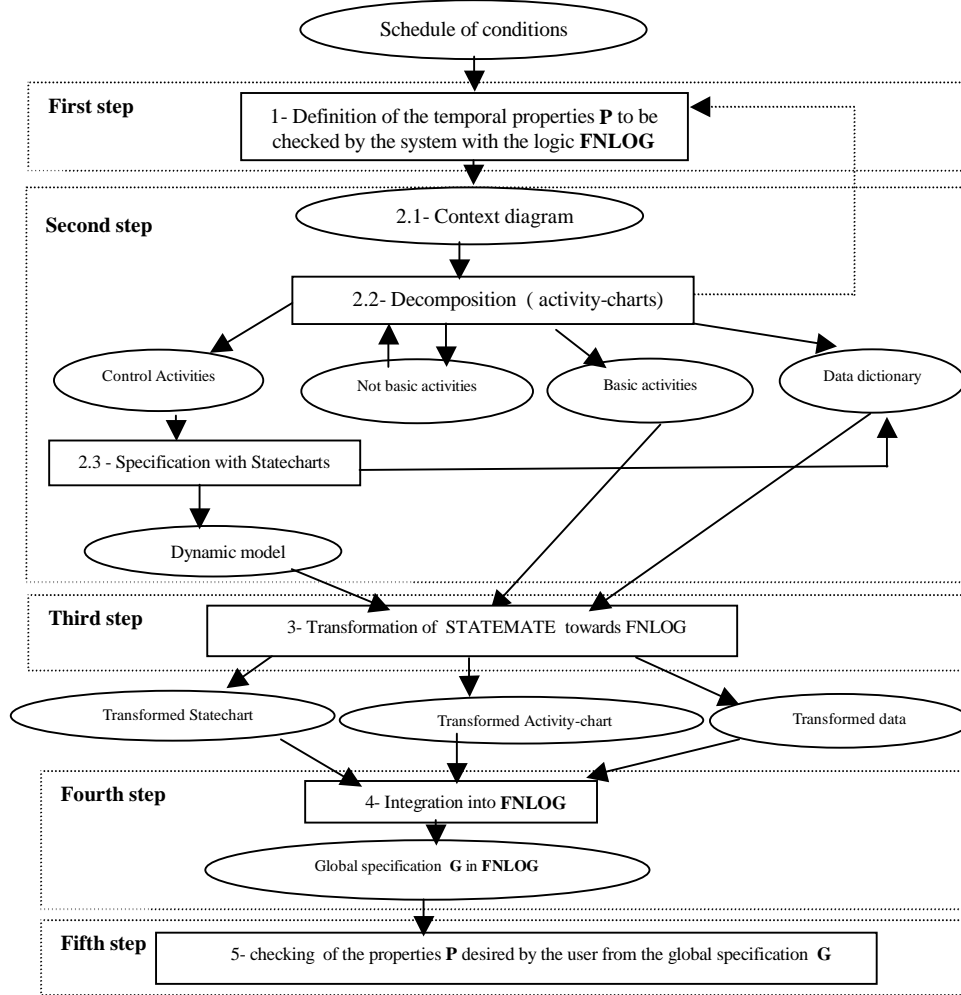 Schedule of conditions
First step
1- Definition of the temporal properties P to be
checked by the system with the logic FNLOG
Second step
2.1- Context diagram
2.2- Decomposition ( activity-charts)
Control Activities
Not basic activities
Basic activities
Data dictionary
2.3 - Specification with Statecharts
Dynamic model
Third step
3- Transformation of STATEMATE towards FNLOG
Transformed Statechart
Transformed Activity-chart
Transformed data
Fourth step
4- Integration into FNLOG
Global specification G in FNLOG
Fifth step
5- checking of the properties P desired by the user from the global specification G